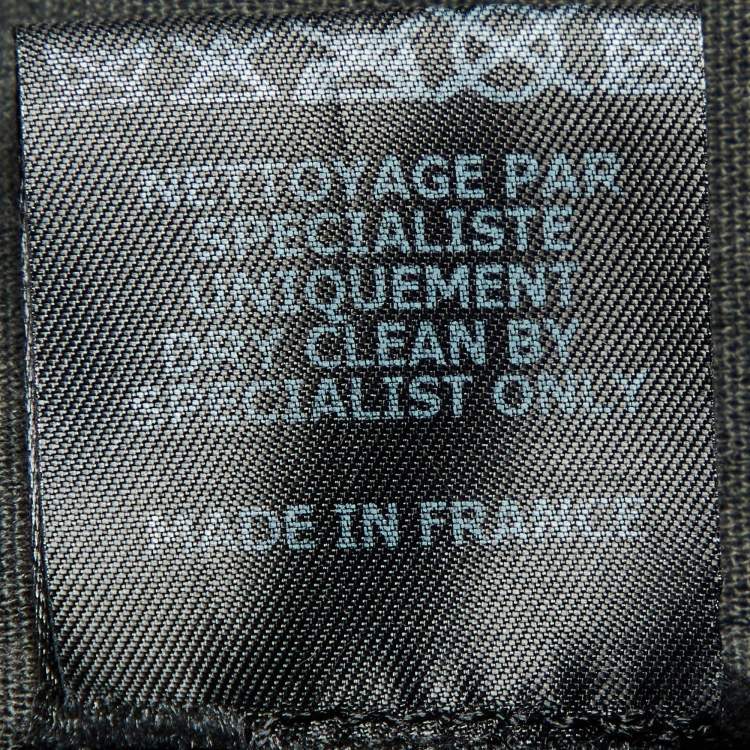 NETTOYAGE PAR
SPECIALISTE
UNIQUEMENT
DRY CLEAN BY
SPECIALIST ONLY
MADE IN FRANCE